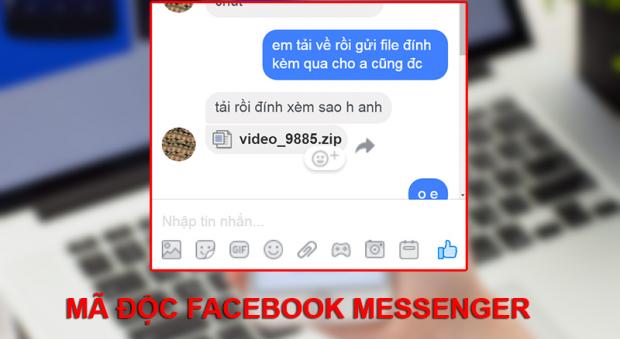 em tải về rồi gửi file đính
kèm qua cho a cũng đc
tải rồi đính xèm sao h anh
video_9885.zip
o e
Nhập tin nhắn...
GIF
MÃ ĐỘC FACEBOOK MESSENGER